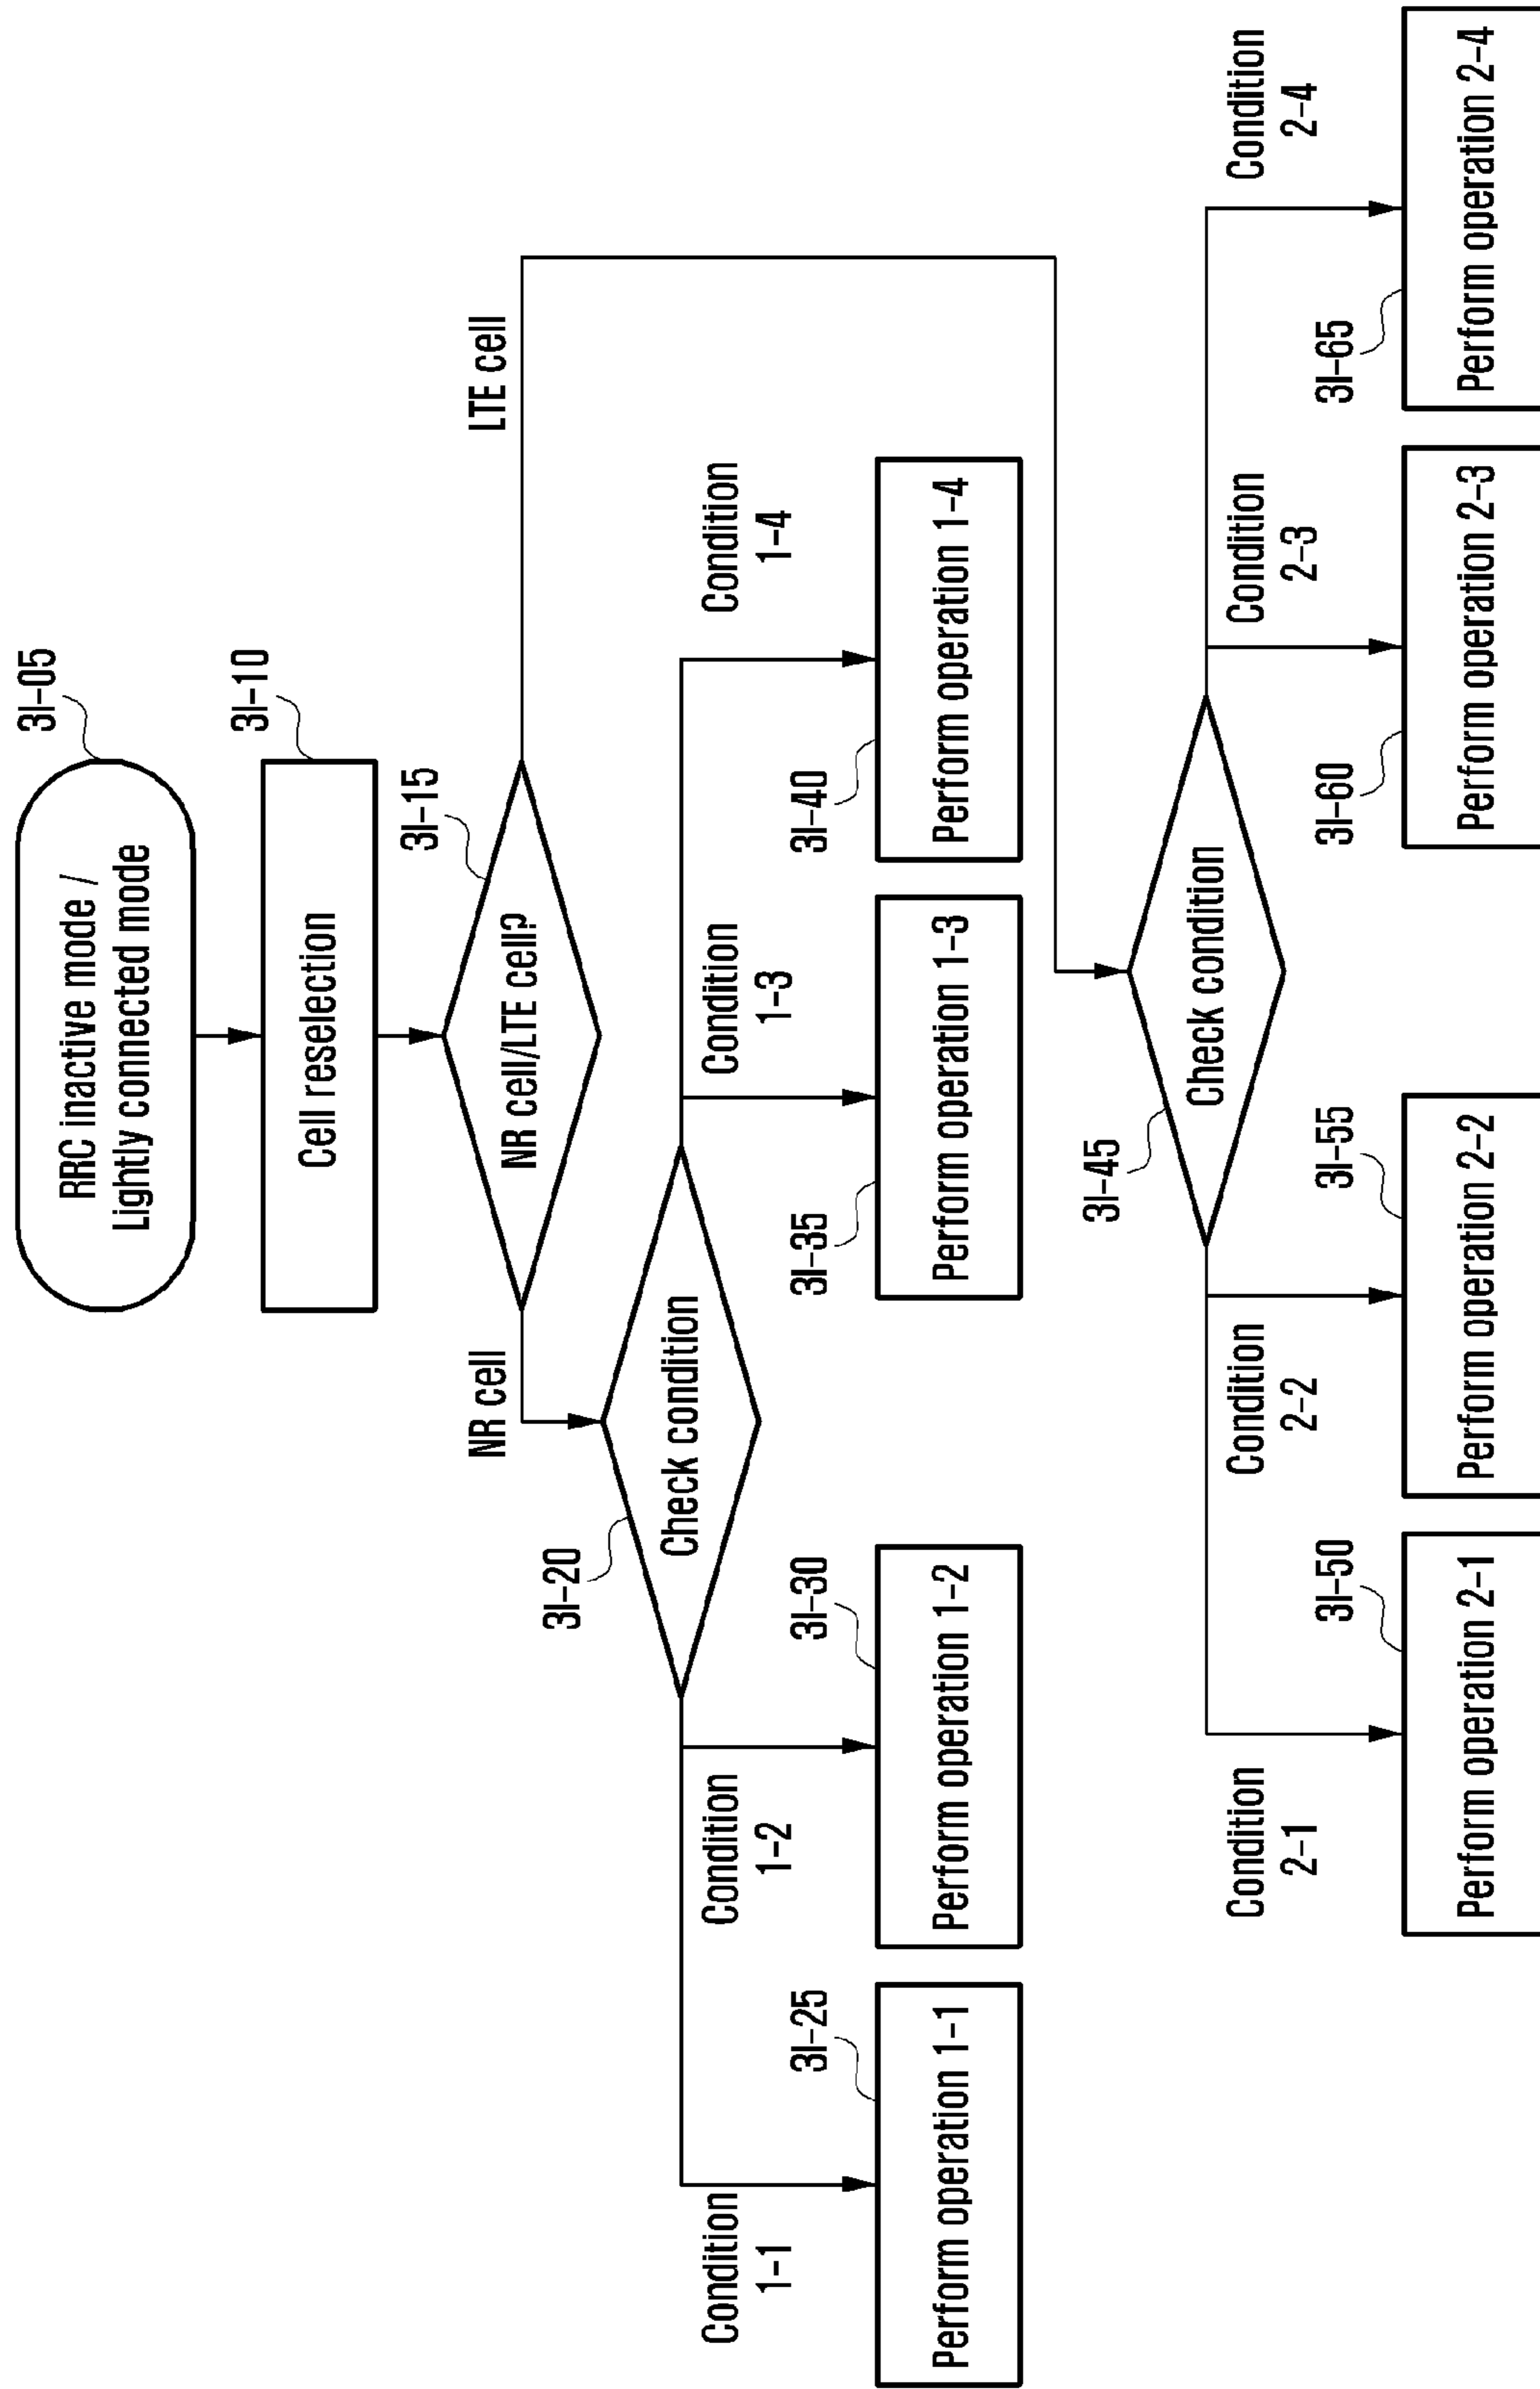 3I-05
RRC inactive mode /
Lightly connected mode
3I-10
Cell reselection
3I-15
NR cell/LTE cell?
NR cell
LTE cell
3I-20
Check condition
Condition
1-1
Condition
1-2
Condition
1-3
Condition
1-4
3I-25
Perform operation 1-1
3I-30
Perform operation 1-2
3I-35
Perform operation 1-3
3I-40
Perform operation 1-4
3I-45
Check condition
Condition
2-1
Condition
2-2
Condition
2-3
Condition
2-4
3I-50
Perform operation 2-1
3I-55
Perform operation 2-2
3I-60
Perform operation 2-3
3I-65
Perform operation 2-4